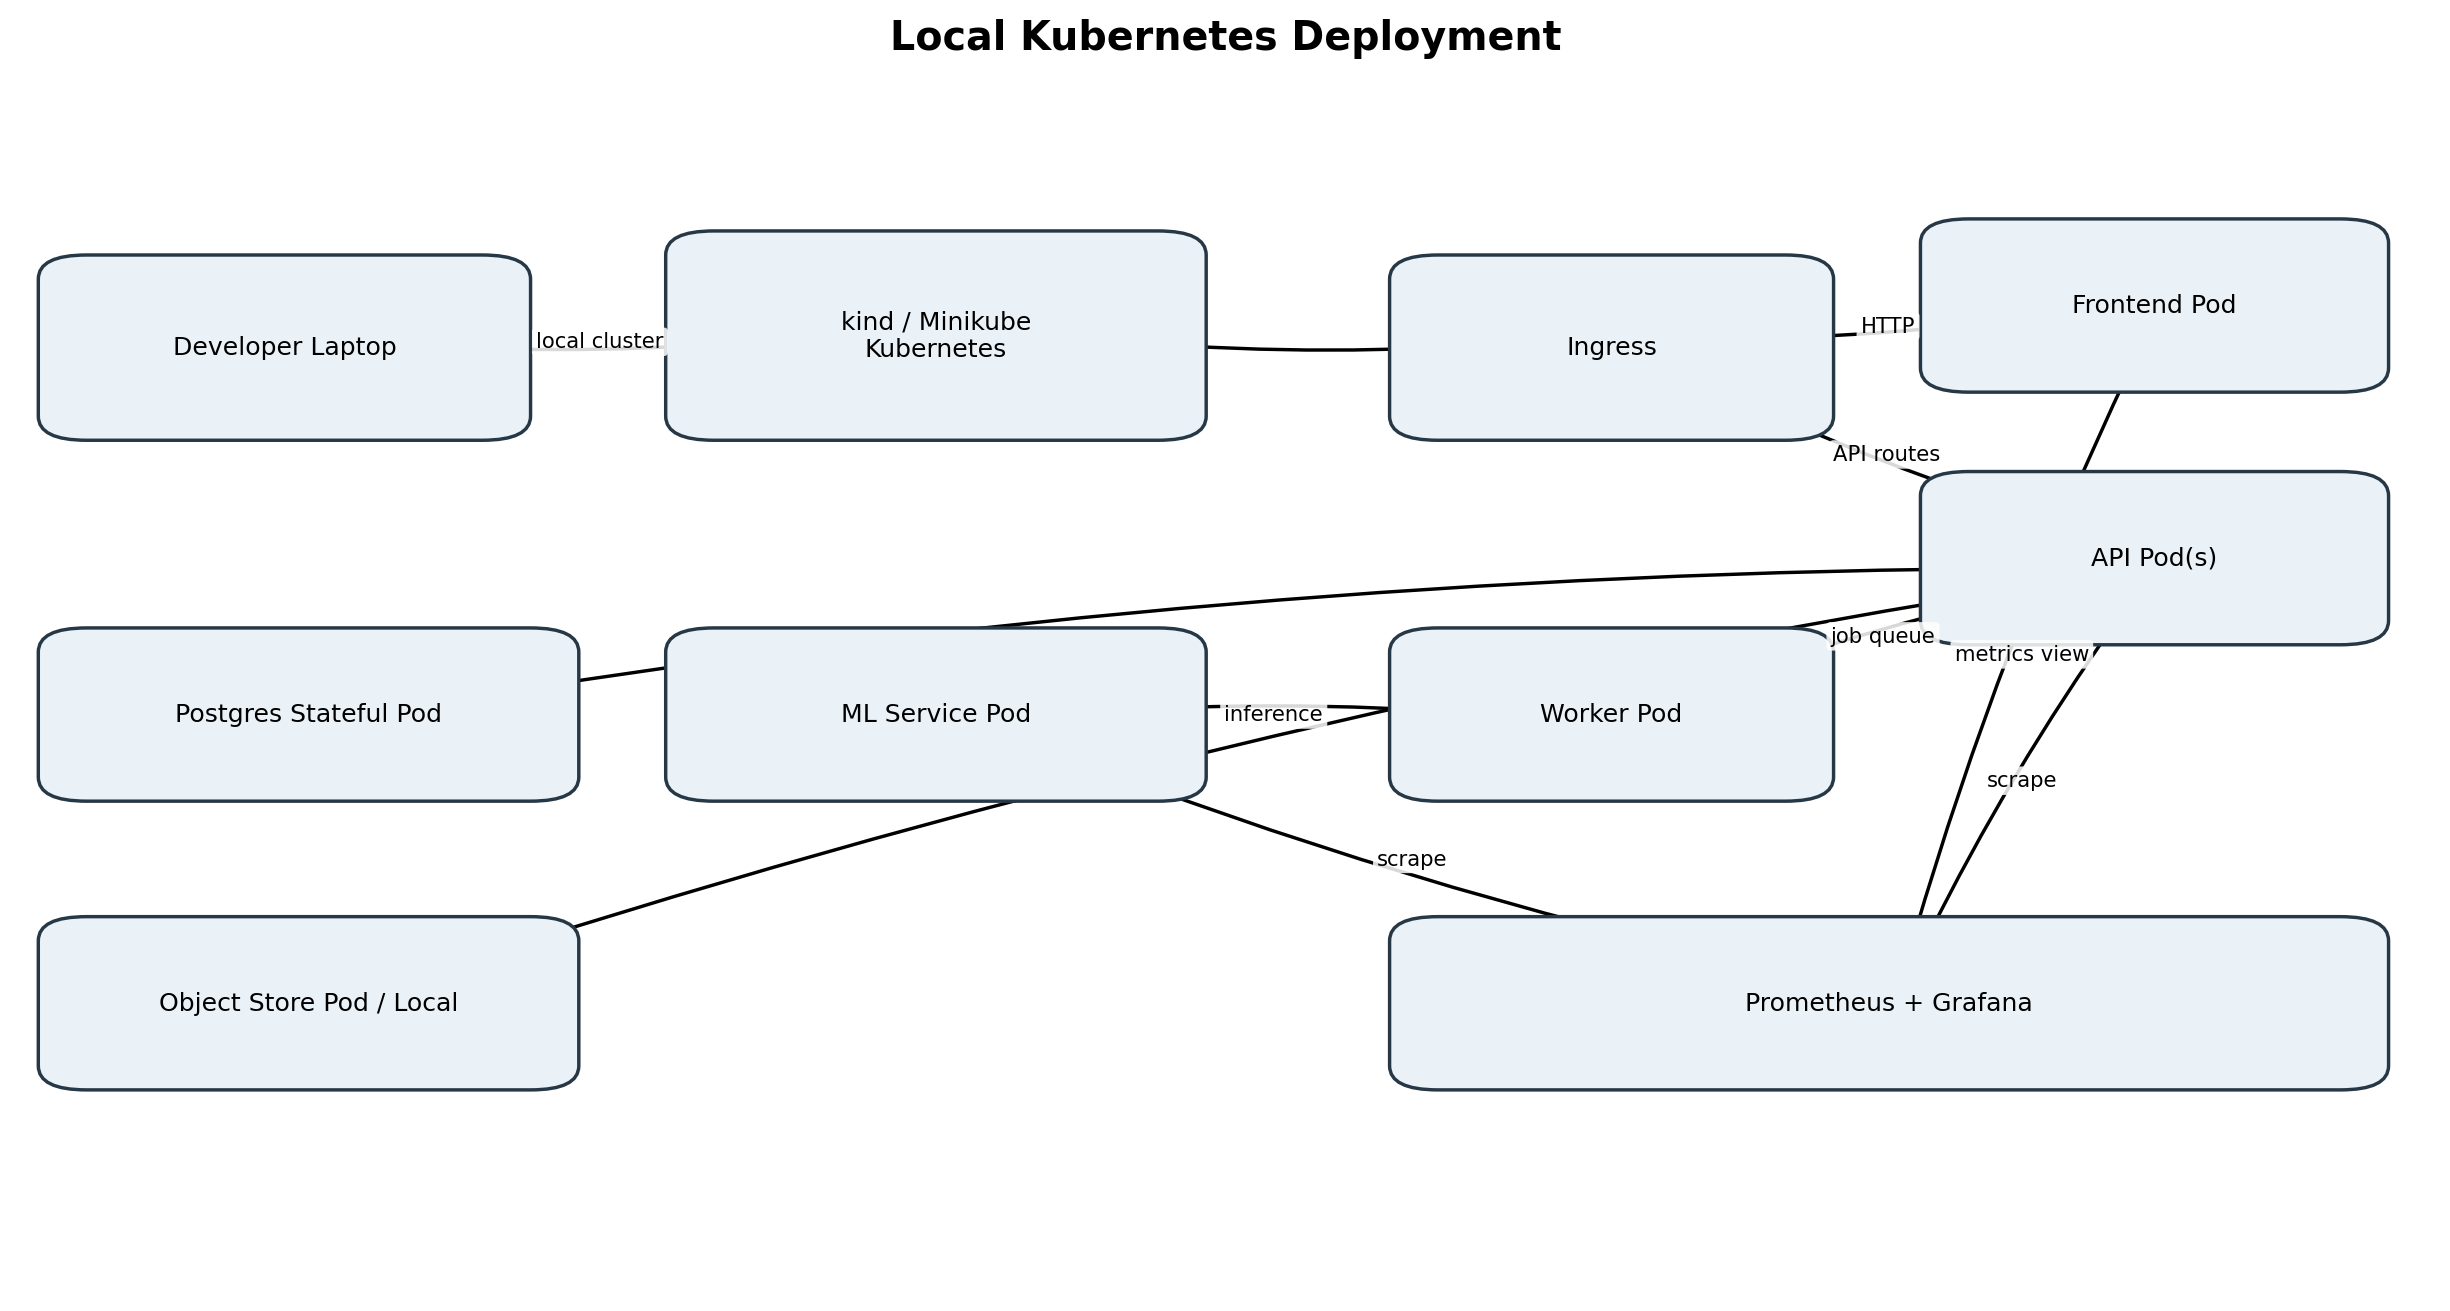 Local Kubernetes Deployment
Developer Laptop
local cluster
kind / Minikube
Kubernetes
Ingress
HTTP
Frontend Pod
API routes
API Pod(s)
job queue
metrics view
Postgres Stateful Pod
ML Service Pod
inference
Worker Pod
scrape
scrape
Object Store Pod / Local
Prometheus + Grafana